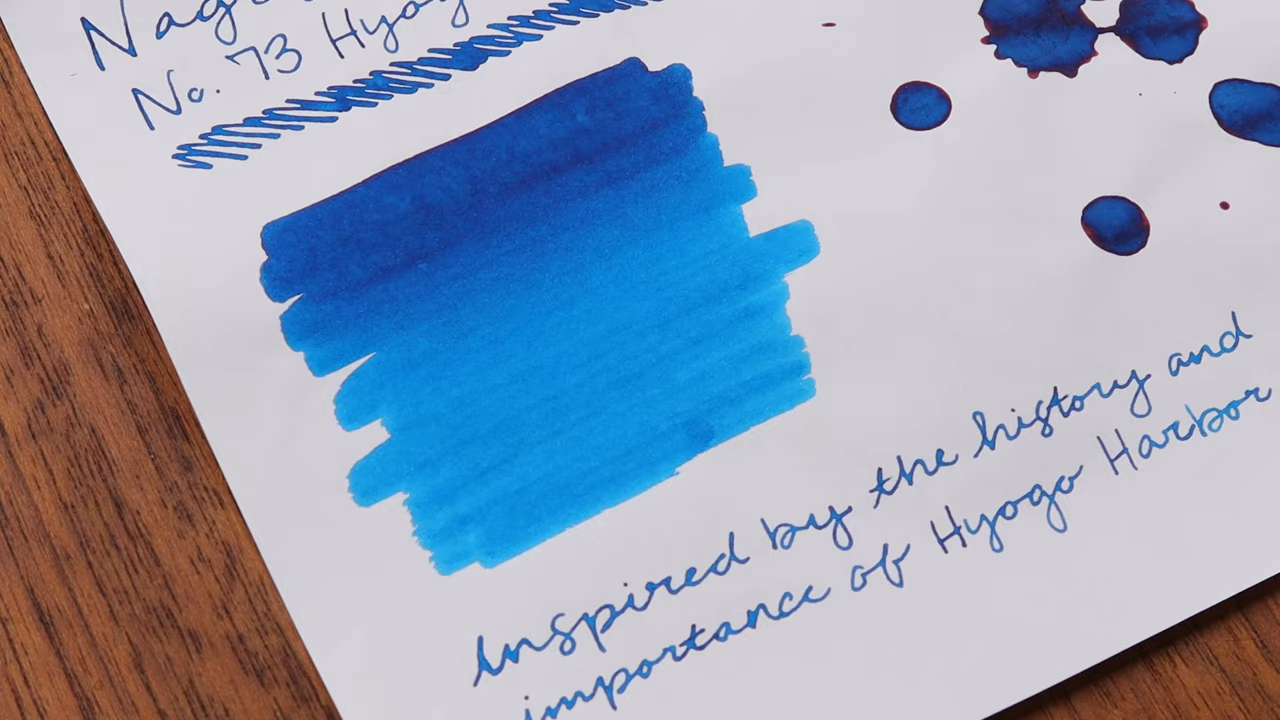 No. 73 Hyog
Inspired by the history and
importance of Hyogo Harbor